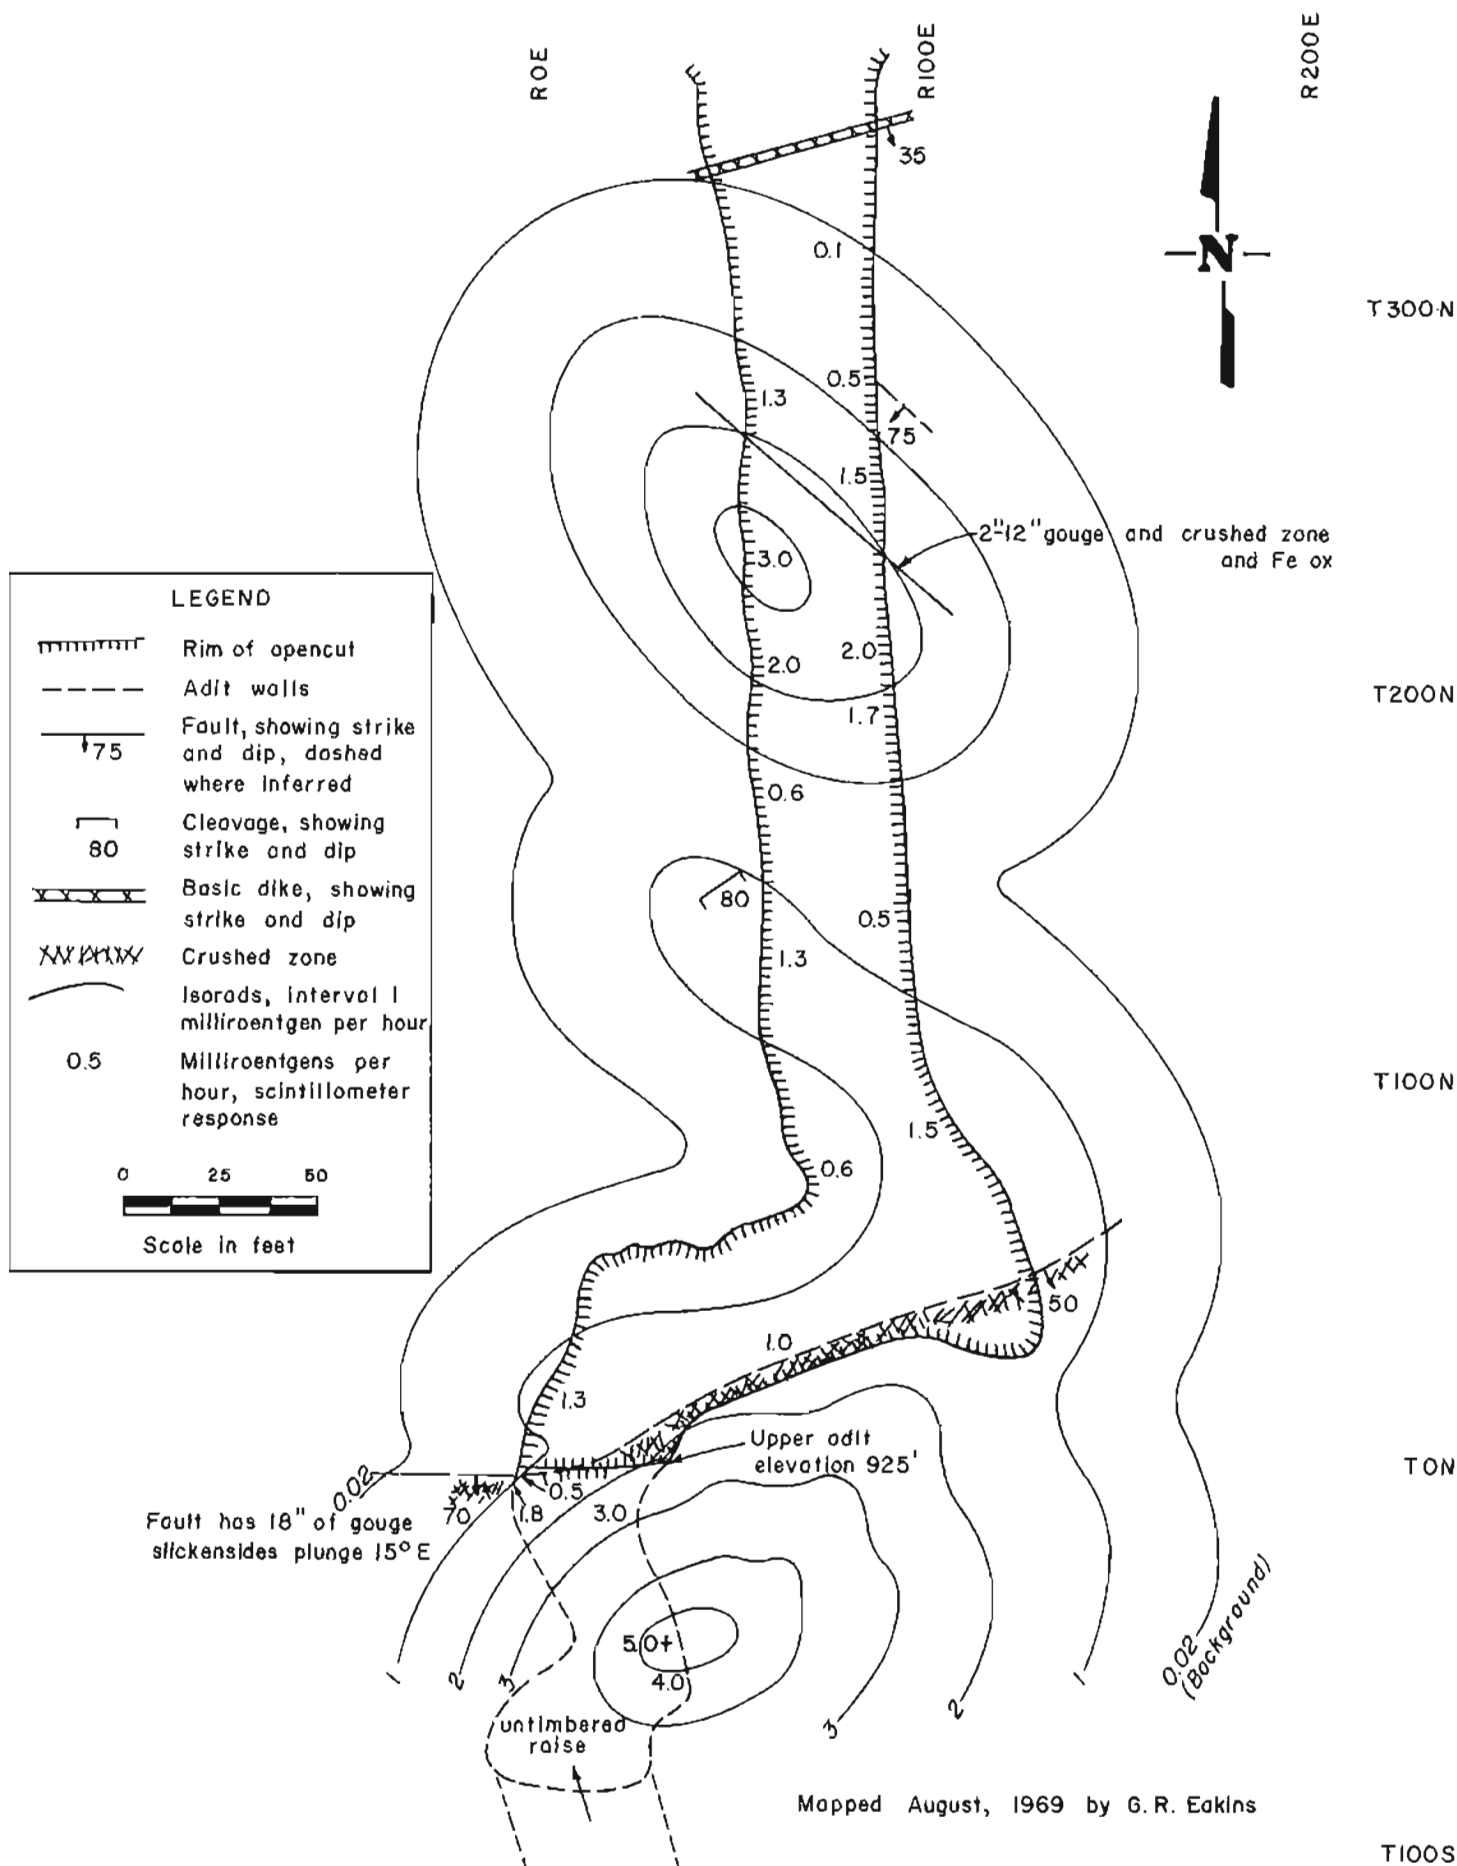 R0E
R100E
R200E
35
N
0.1
T300N
0.5
1.3
75
1.5
2"-12" gouge and crushed zone
and Fe ox
3.0
LEGEND
Rim of opencut
Adit walls
75
Fault, showing strike
and dip, dashed
where inferred
80
Cleavage, showing
strike and dip
Basic dike, showing
strike and dip
Crushed zone
Isorads, interval 1
milliroentgen per hour
0.5
Milliroentgens per
hour, scintillometer
response
0 25 50
Scale in feet
2.0
2.0
T200N
1.7
0.6
80
0.5
1.3
T100N
1.5
0.6
50
1.0
1.3
Upper adit
elevation 925'
T0N
0.02
0.5
70
1.8
3.0
Fault has 18" of gouge
slickensides plunge 15° E
5.0+
4.0
1
2
3
3
2
1
0.02
(Background)
untimbered
raise
Mapped August, 1969 by G. R. Eakins
T100S